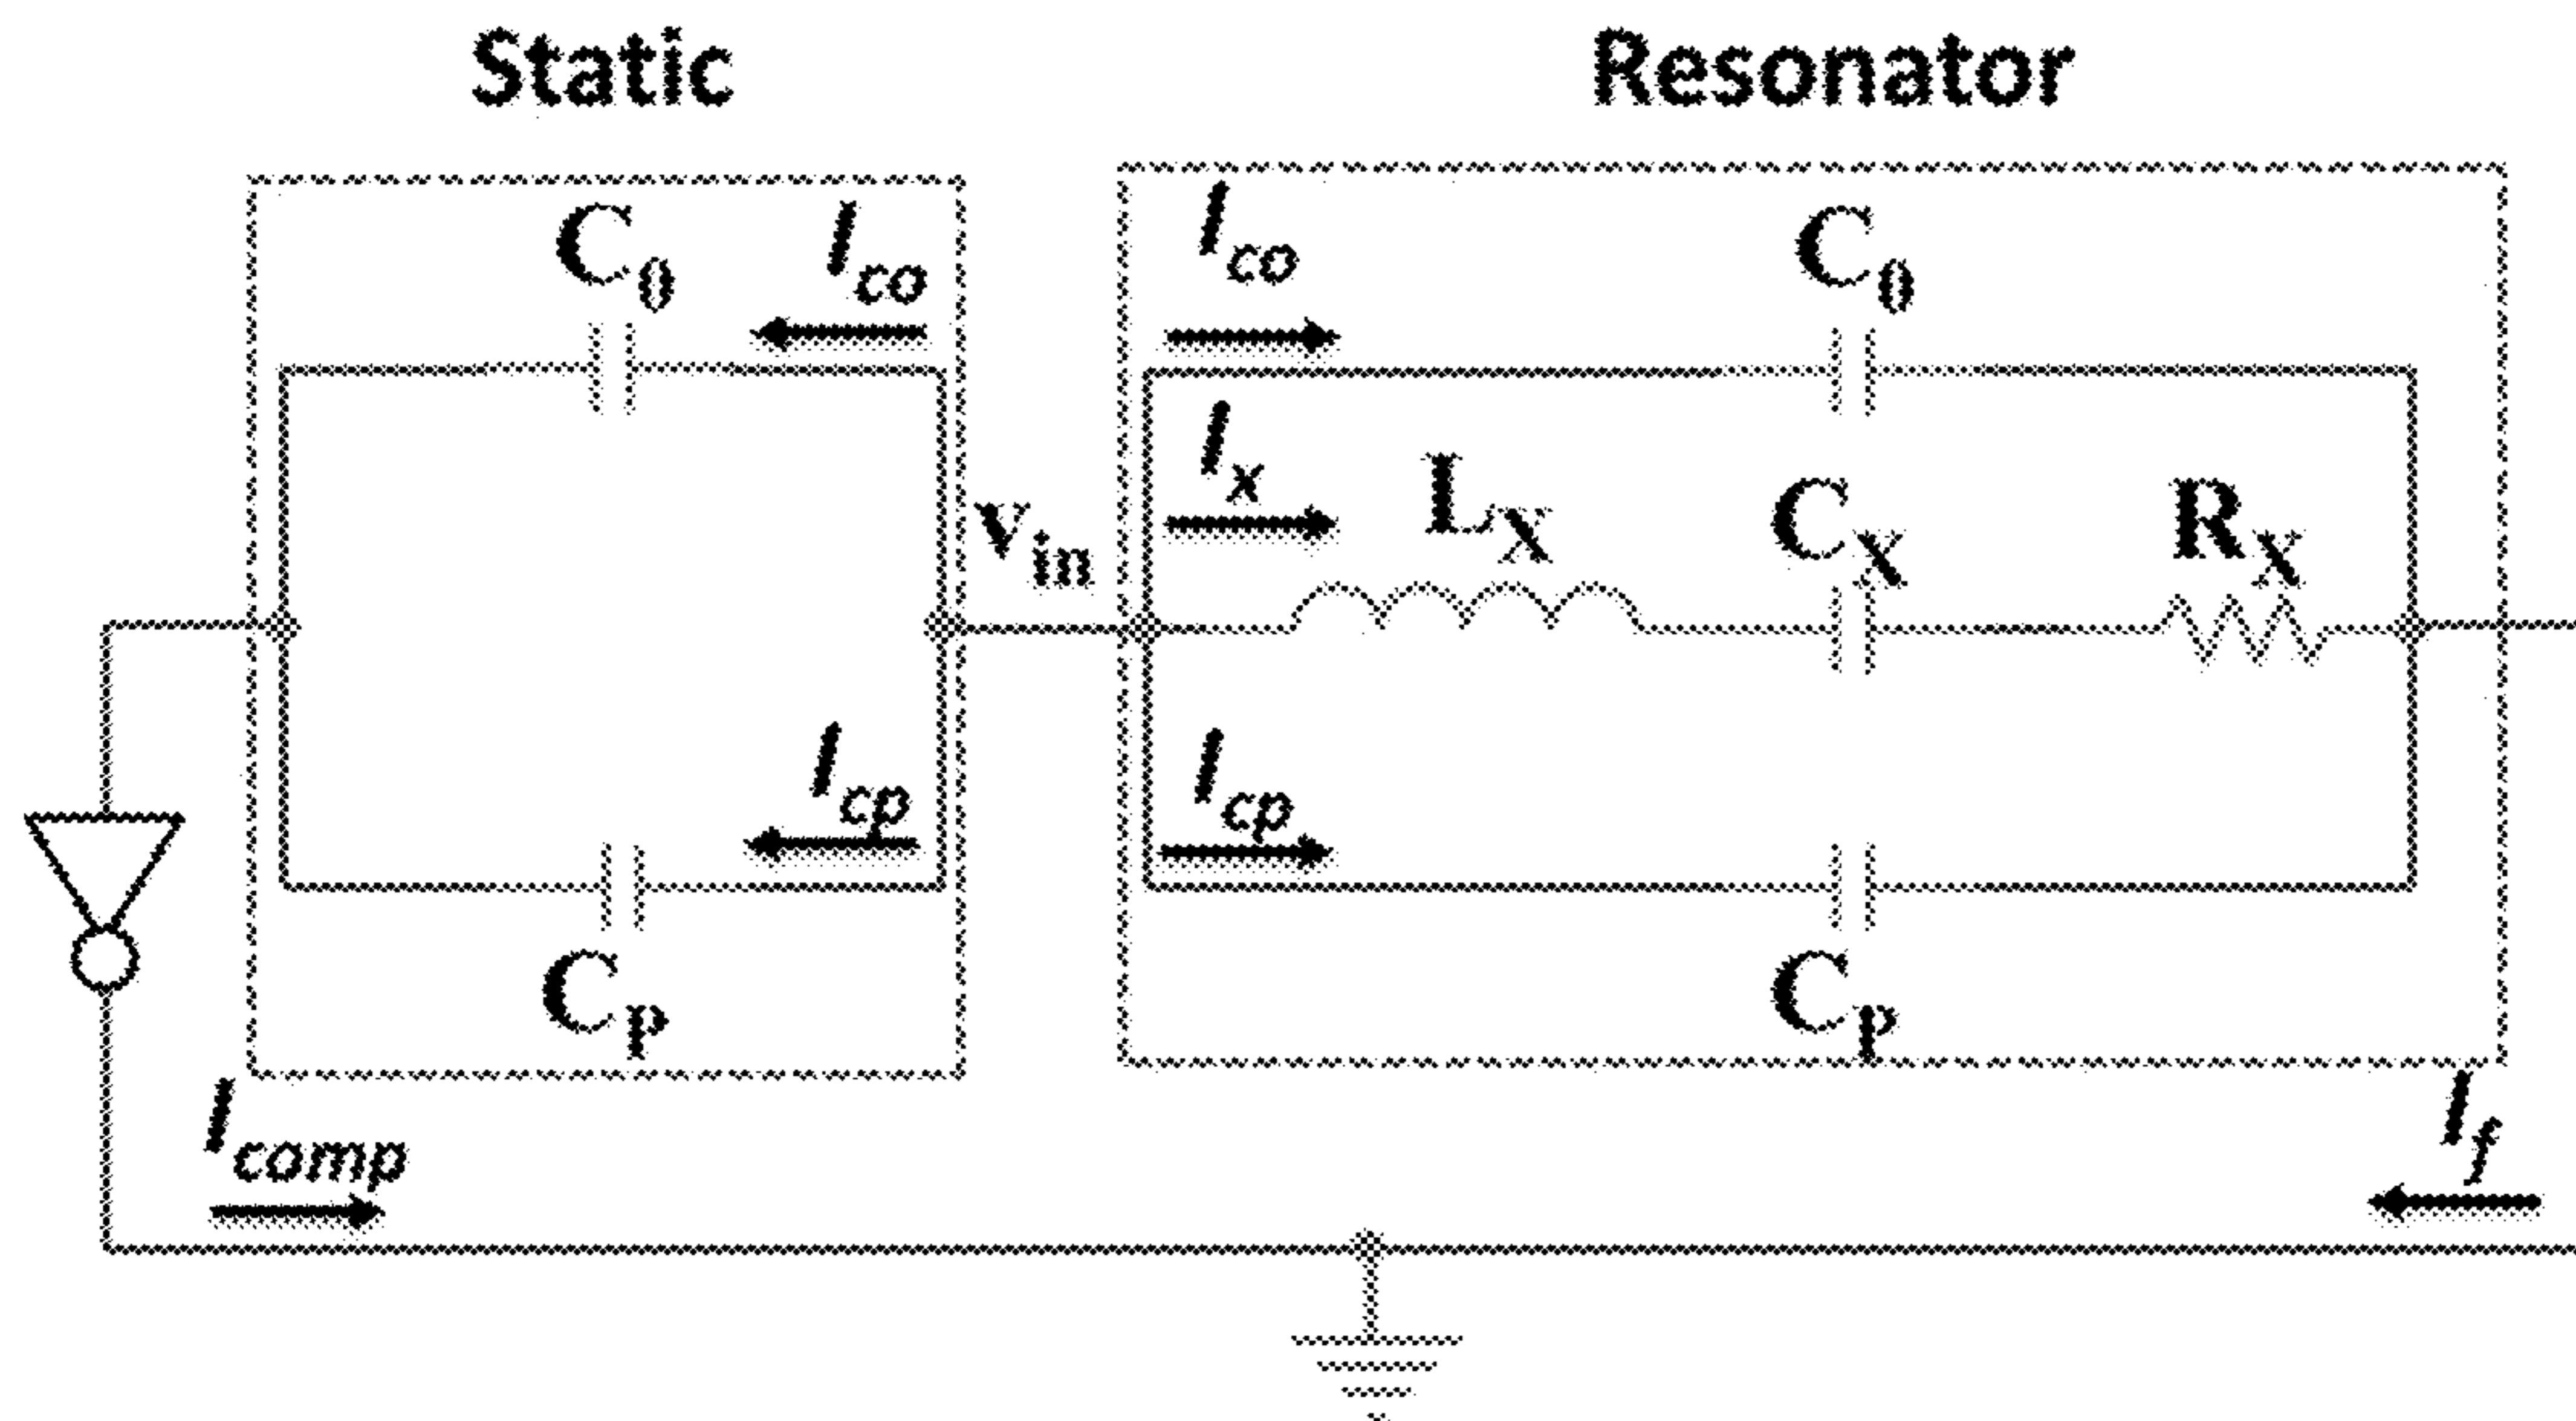 Static
Resonator
C0
Ico
Ico
C0
Ix
LX
CX
RX
vin
Icp
Icp
CP
CP
Icomp
If